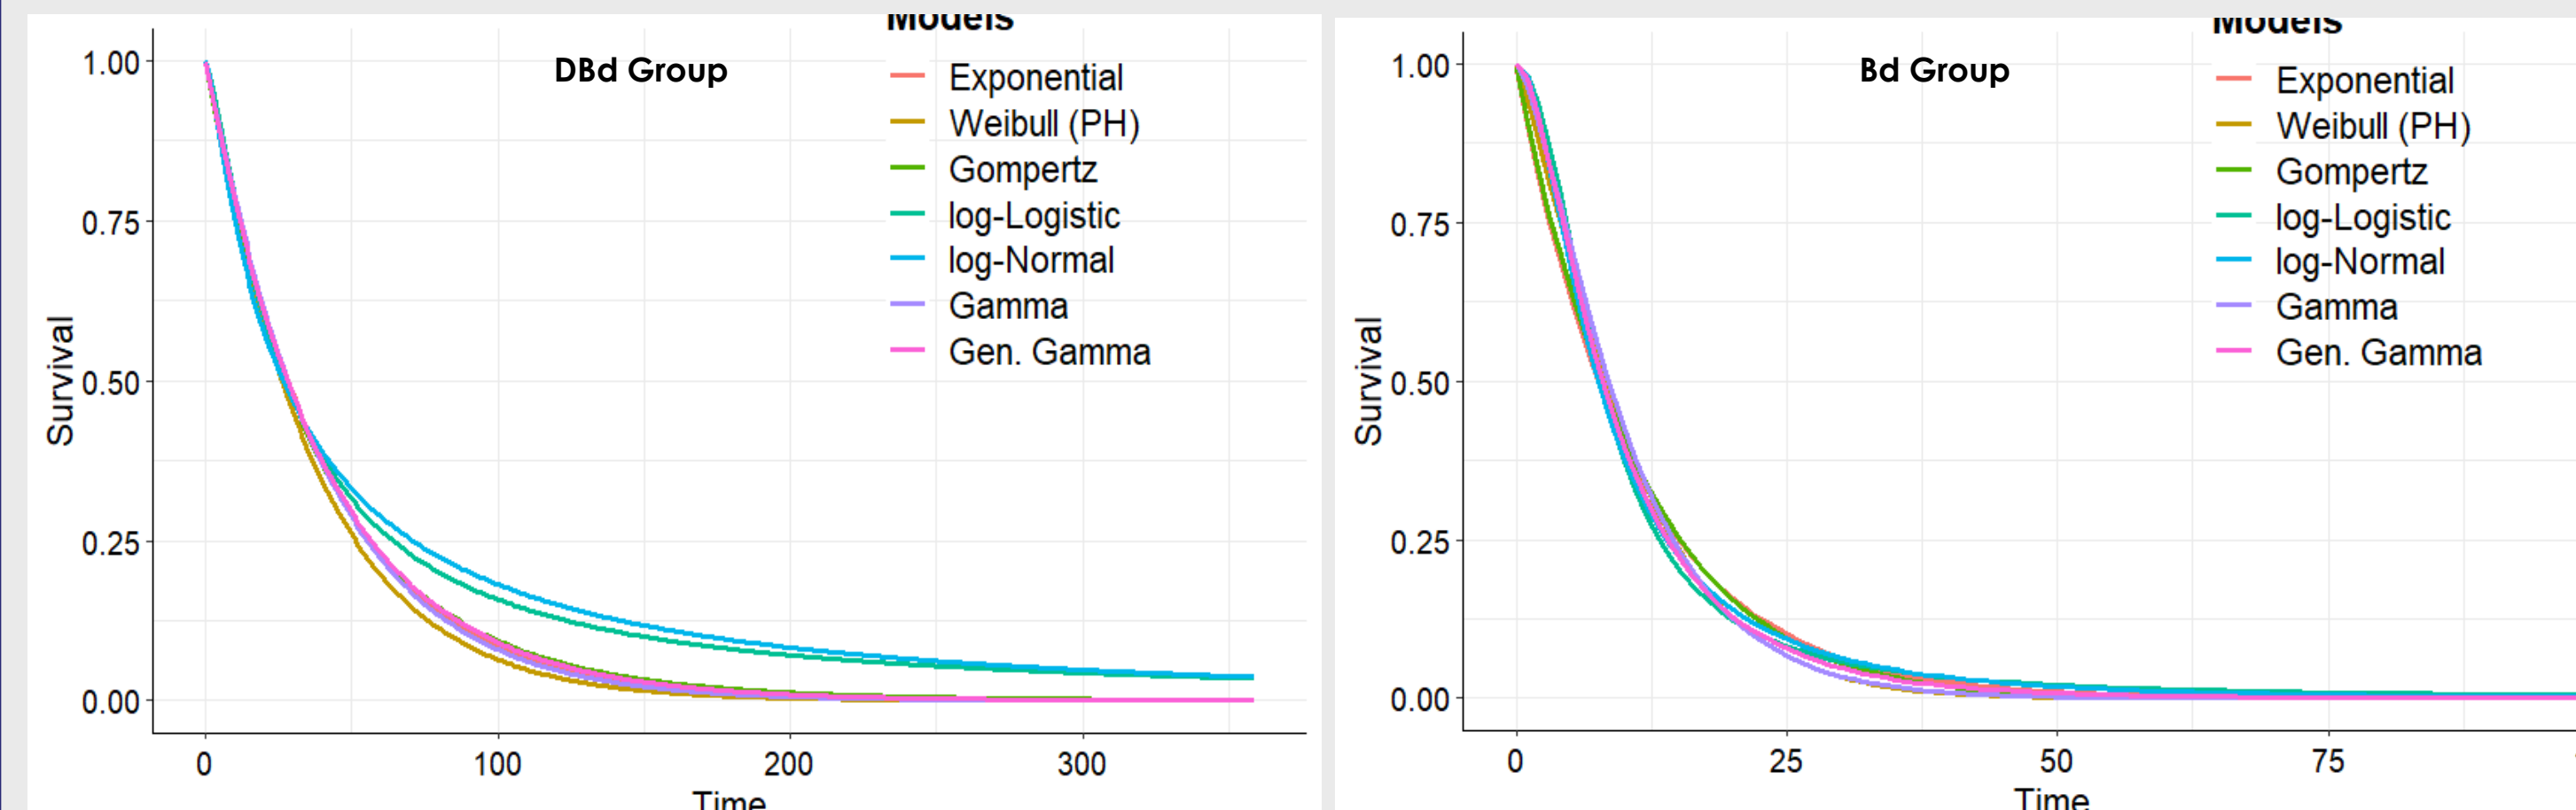 Models
DBd Group
Exponential
Weibull (PH)
Gompertz
log-Logistic
log-Normal
Gamma
Gen. Gamma
Survival
1.00
0.75
0.50
0.25
0.00
0
100
200
300
Time
Models
Bd Group
Exponential
Weibull (PH)
Gompertz
log-Logistic
log-Normal
Gamma
Gen. Gamma
Survival
1.00
0.75
0.50
0.25
0.00
0
25
50
75
Time